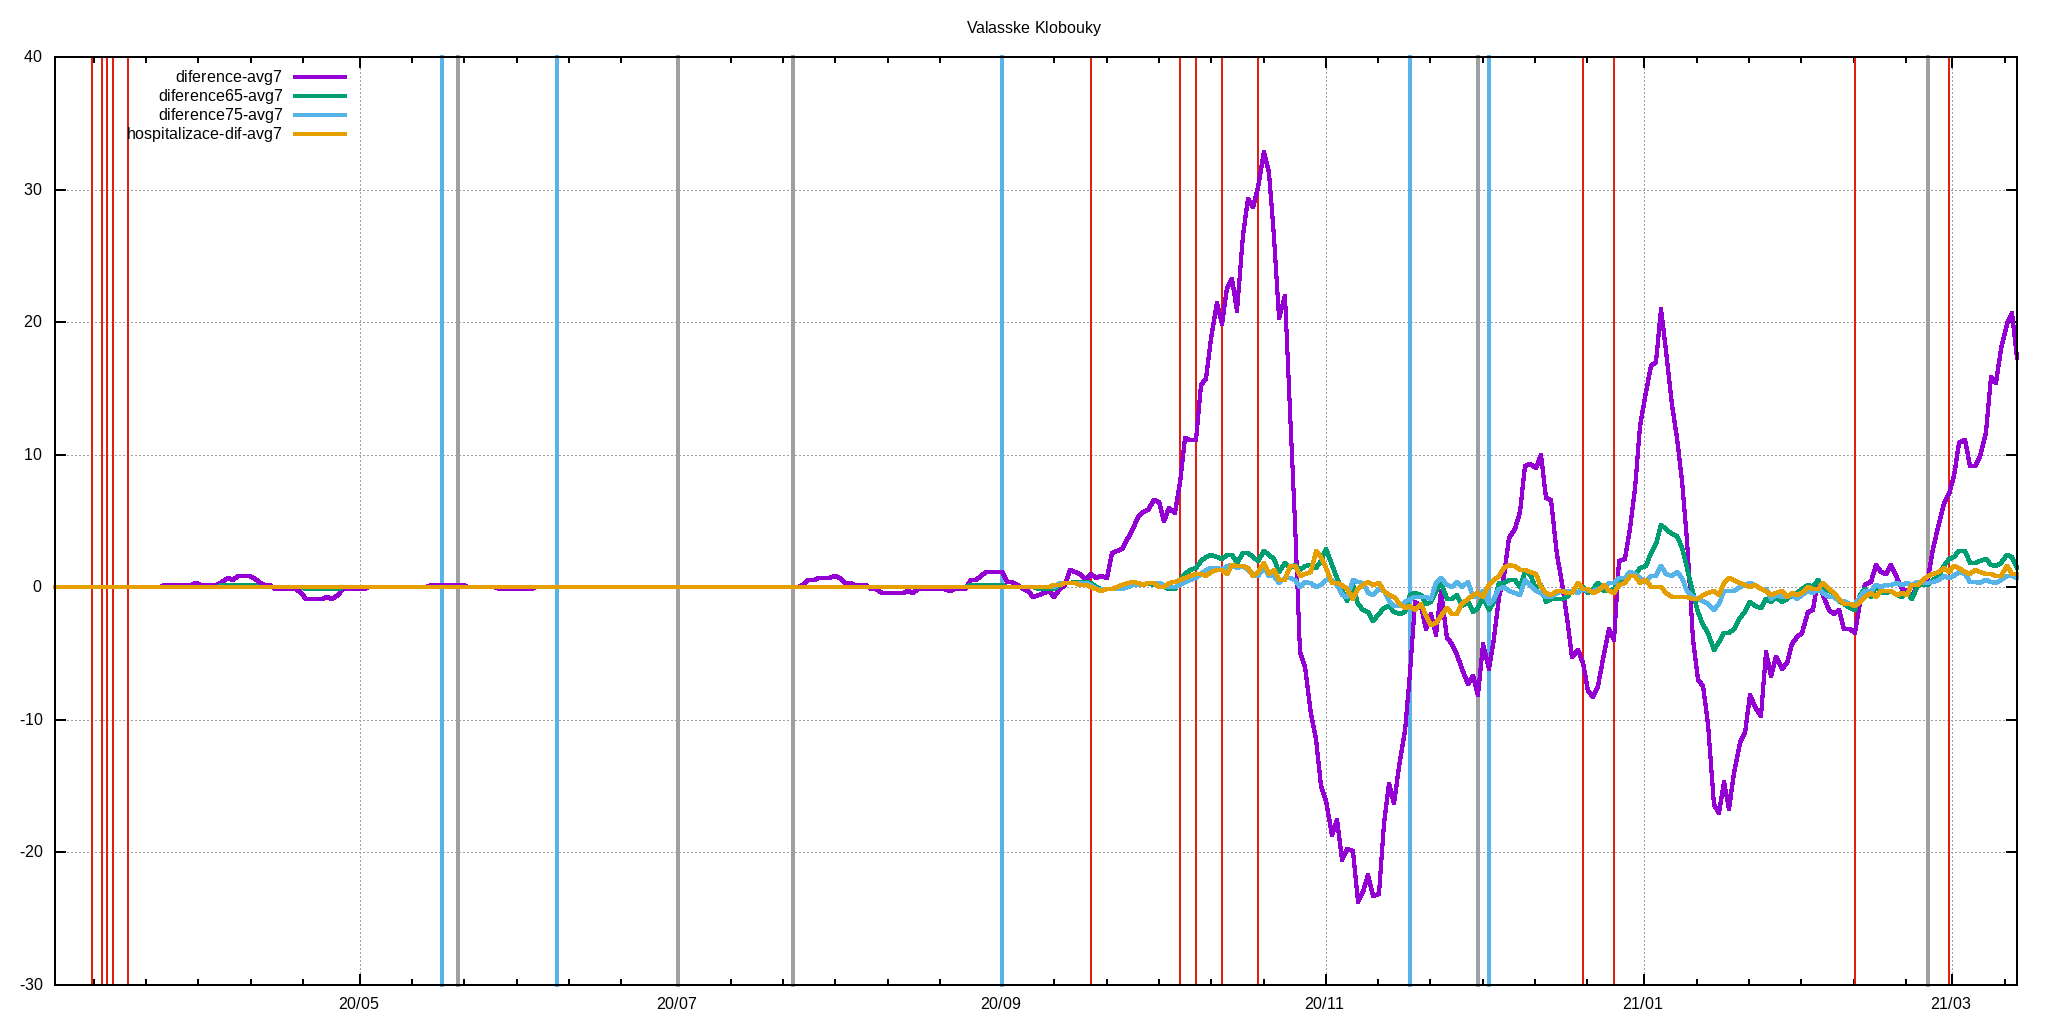 Valasske Klobouky
diference-avg7
diference65-avg7
diference75-avg7
hospitalizace-dif-avg7
40
30
20
10
0
-10
-20
-30
20/05 20/07 20/09 20/11 21/01 21/03